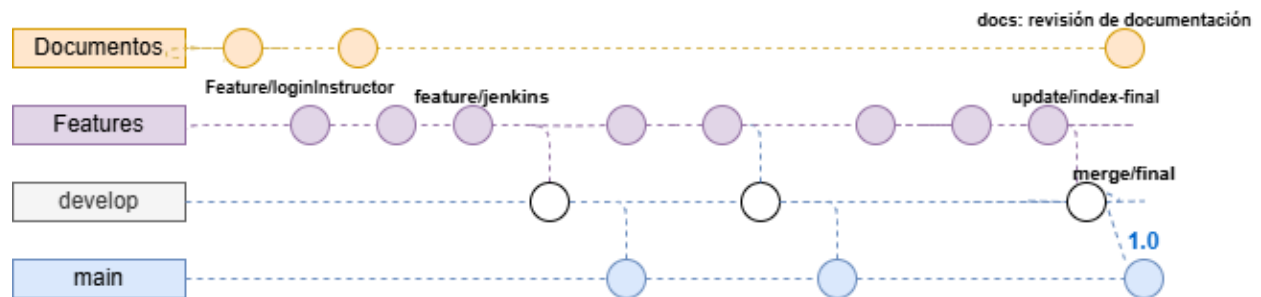 docs: revisión de documentación
Documentos
Feature/loginInstructor
feature/jenkins
update/index-final
Features
merge/final
develop
1.0
main